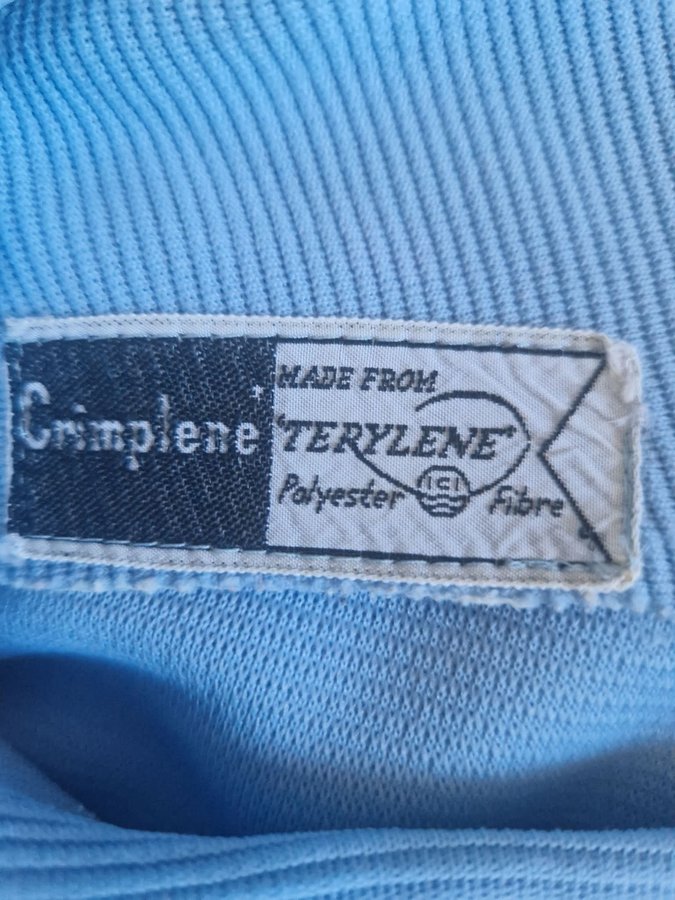 Crimplene
MADE FROM
'TERYLENE'
Polyester ICI Fibre